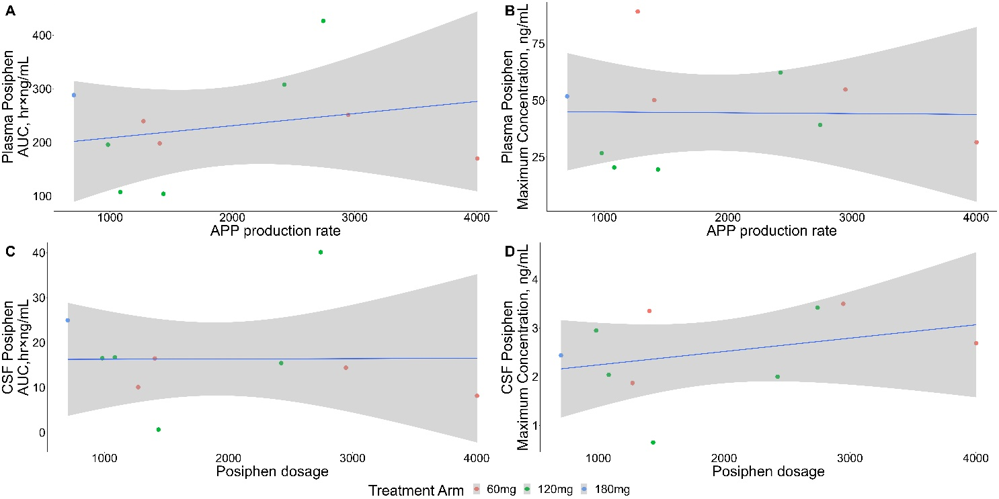 A
Plasma Posiphen
AUC, hr×ng/mL
400
300
200
100
1000 2000 3000 4000
APP production rate
B
Plasma Posiphen
Maximum Concentration, ng/mL
75
50
25
1000 2000 3000 4000
APP production rate
C
CSF Posiphen
AUC,hr×ng/mL
40
30
20
10
0
1000 2000 3000 4000
Posiphen dosage
D
CSF Posiphen
Maximum Concentration, ng/mL
4
3
2
1
1000 2000 3000 4000
Posiphen dosage
Treatment Arm 60mg 120mg 180mg